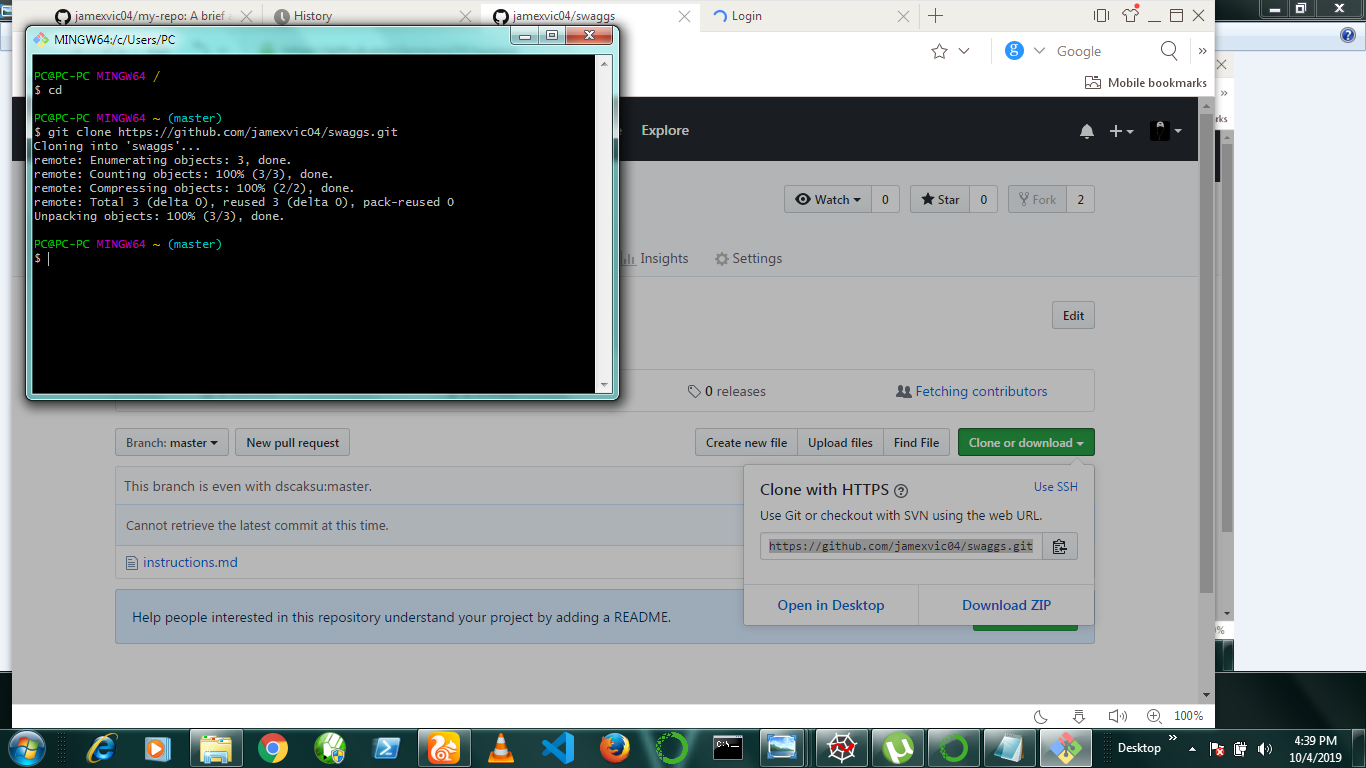 jamexvic04/my-repo: A brief
History
jamexvic04/swaggs
Login
MINGW64:/c/Users/PC
Google
Mobile bookmarks
PC@PC-PC MINGW64 /
$ cd
PC@PC-PC MINGW64 ~ (master)
$ git clone https://github.com/jamexvic04/swaggs.git
Cloning into 'swaggs'...
remote: Enumerating objects: 3, done.
remote: Counting objects: 100% (3/3), done.
remote: Compressing objects: 100% (2/2), done.
remote: Total 3 (delta 0), reused 3 (delta 0), pack-reused 0
Unpacking objects: 100% (3/3), done.
PC@PC-PC MINGW64 ~ (master)
$
Explore
Watch 0 Star 0 Fork 2
Insights Settings
Edit
0 releases Fetching contributors
Branch: master New pull request Create new file Upload files Find File Clone or download
This branch is even with dscaksu:master.
Cannot retrieve the latest commit at this time.
instructions.md
Help people interested in this repository understand your project by adding a README.
Clone with HTTPS Use SSH
Use Git or checkout with SVN using the web URL.
https://github.com/jamexvic04/swaggs.git
Open in Desktop Download ZIP
100%
Desktop
4:39 PM
10/4/2019